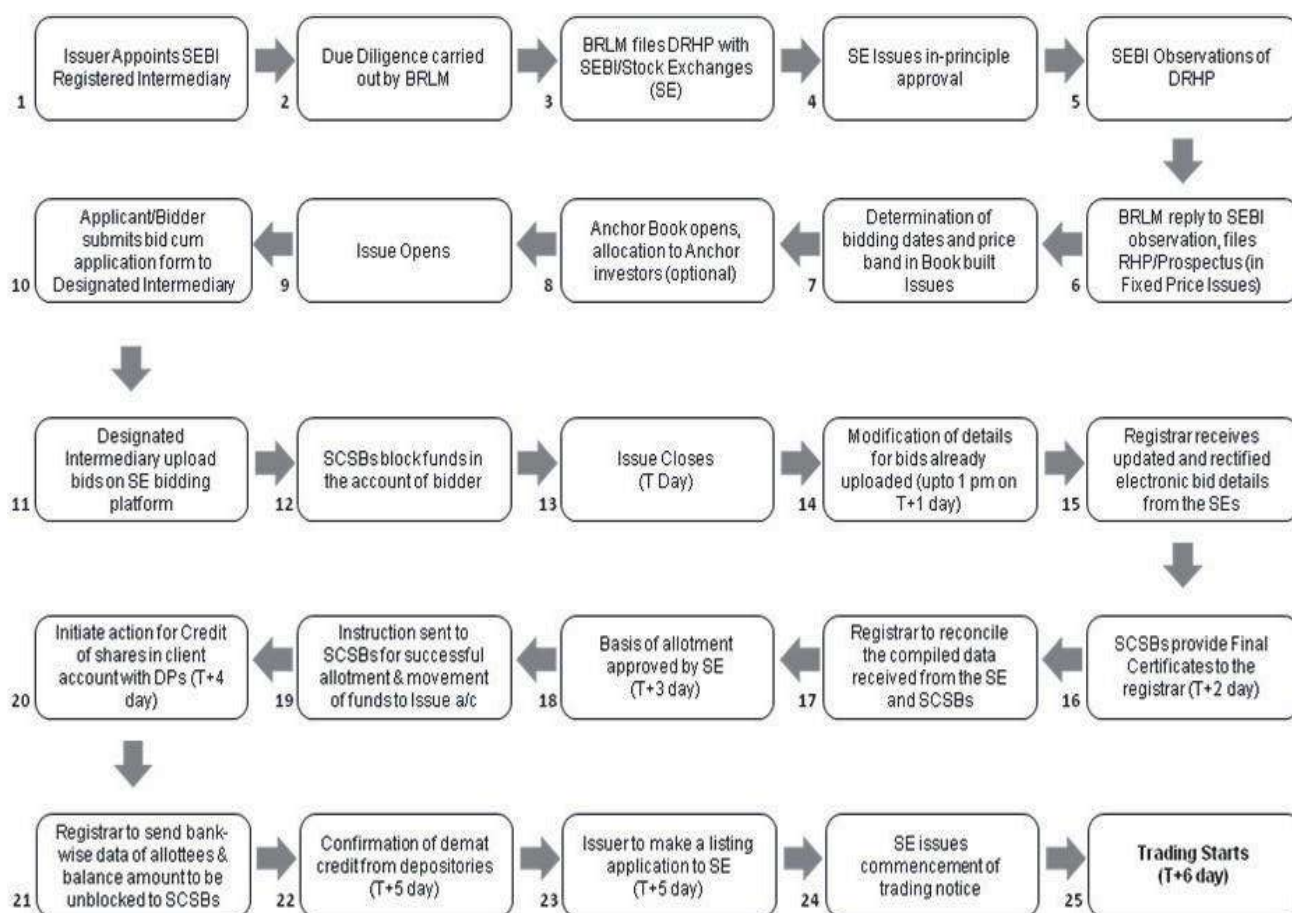 Issuer Appoints SEBI
Registered Intermediary
1
Due Diligence carried
out by BRLM
2
BRLM files DRHP with
SEBI/Stock Exchanges
(SE)
3
SE Issues in-principle
approval
4
SEBI Observations of
DRHP
5
BRLM reply to SEBI
observation, files
RHP/Prospectus (in
Fixed Price Issues)
6
Determination of
bidding dates and price
band in Book built
Issues
7
Anchor Book opens,
allocation to Anchor
investors (optional)
8
Issue Opens
9
Applicant/Bidder
submits bid cum
application form to
Designated Intermediary
10
Designated
Intermediary upload
bids on SE bidding
platform
11
SCSBs block funds in
the account of bidder
12
Issue Closes
(T Day)
13
Modification of details
for bids already
uploaded (upto 1 pm on
T+1 day)
14
Registrar receives
updated and rectified
electronic bid details
from the SEs
15
SCSBs provide Final
Certificates to the
registrar (T+2 day)
16
Registrar to reconcile
the compiled data
received from the SE
and SCSBs
17
Basis of allotment
approved by SE
(T+3 day)
18
Instruction sent to
SCSBs for successful
allotment & movement
of funds to Issue a/c
19
Initiate action for Credit
of shares in client
account with DPs (T+4
day)
20
Registrar to send bank-
wise data of allottees &
balance amount to be
unblocked to SCSBs
21
Confirmation of demat
credit from depositories
(T+5 day)
22
Issuer to make a listing
application to SE
(T+5 day)
23
SE issues
commencement of
trading notice
24
Trading Starts
(T+6 day)
25